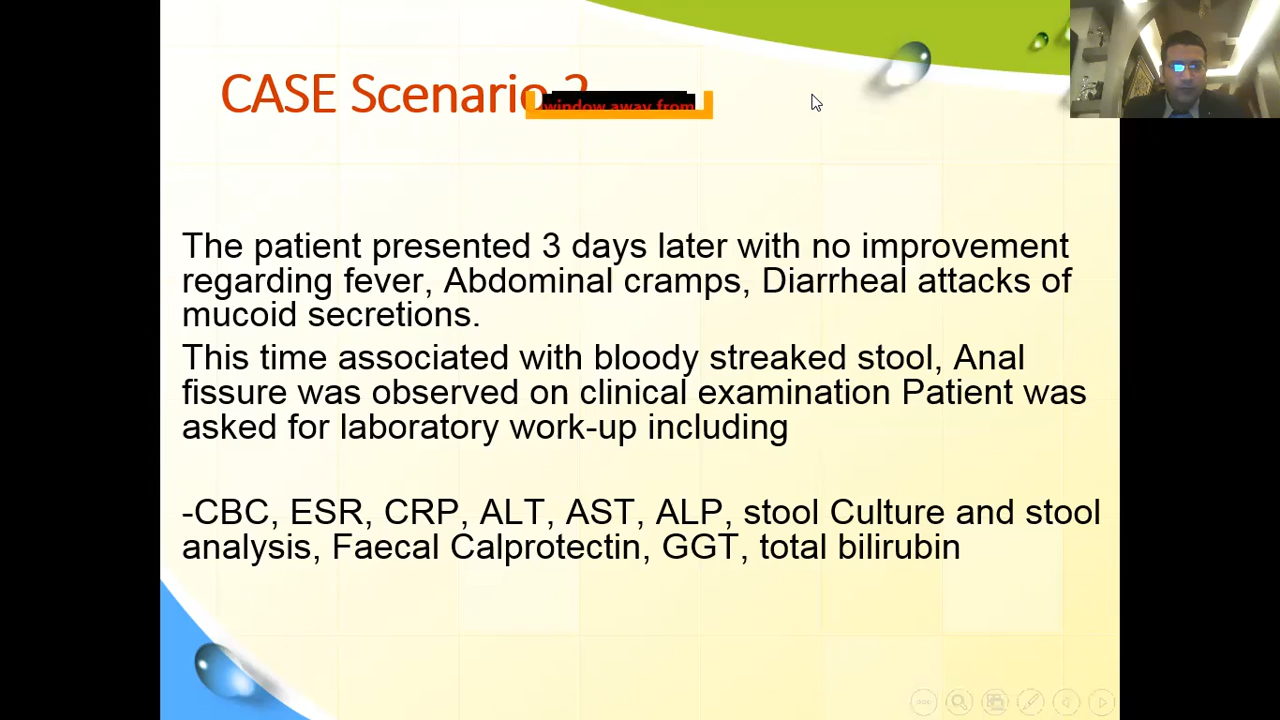 CASE Scenario 2
window away from
The patient presented 3 days later with no improvement
regarding fever, Abdominal cramps, Diarrheal attacks of
mucoid secretions.
This time associated with bloody streaked stool, Anal
fissure was observed on clinical examination Patient was
asked for laboratory work-up including
-CBC, ESR, CRP, ALT, AST, ALP, stool Culture and stool
analysis, Faecal Calprotectin, GGT, total bilirubin